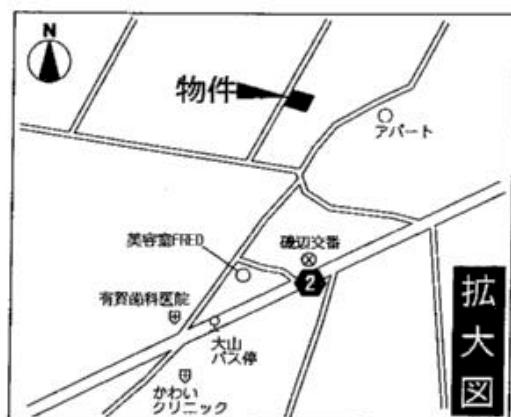 N
物件
アパート
美容室FRED
磯辺交番
2
有賀歯科医院
大山
バス停
かわい
クリニック
拡大図